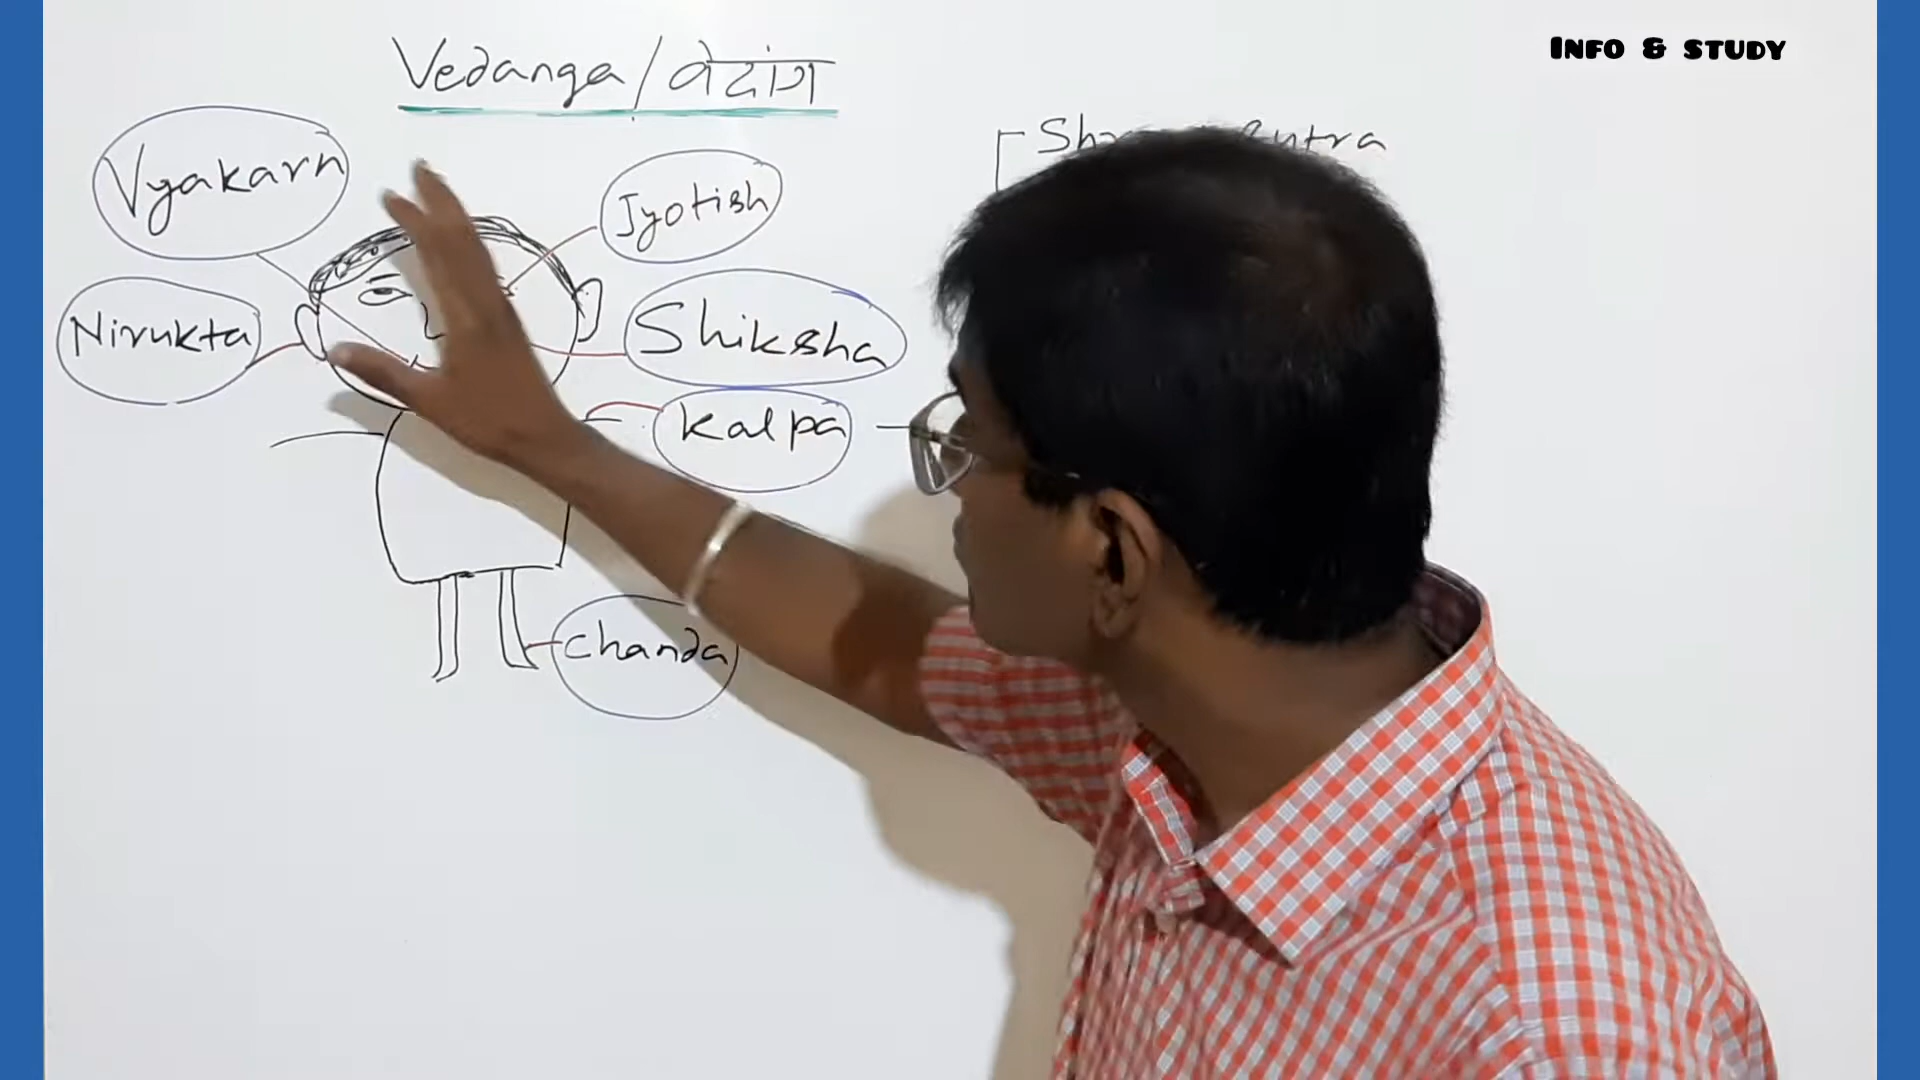 Vedanga/वेदांग
INFO & STUDY
Vyakarn
Jyotish
Nirukta
Shiksha
Kalpa
Chanda